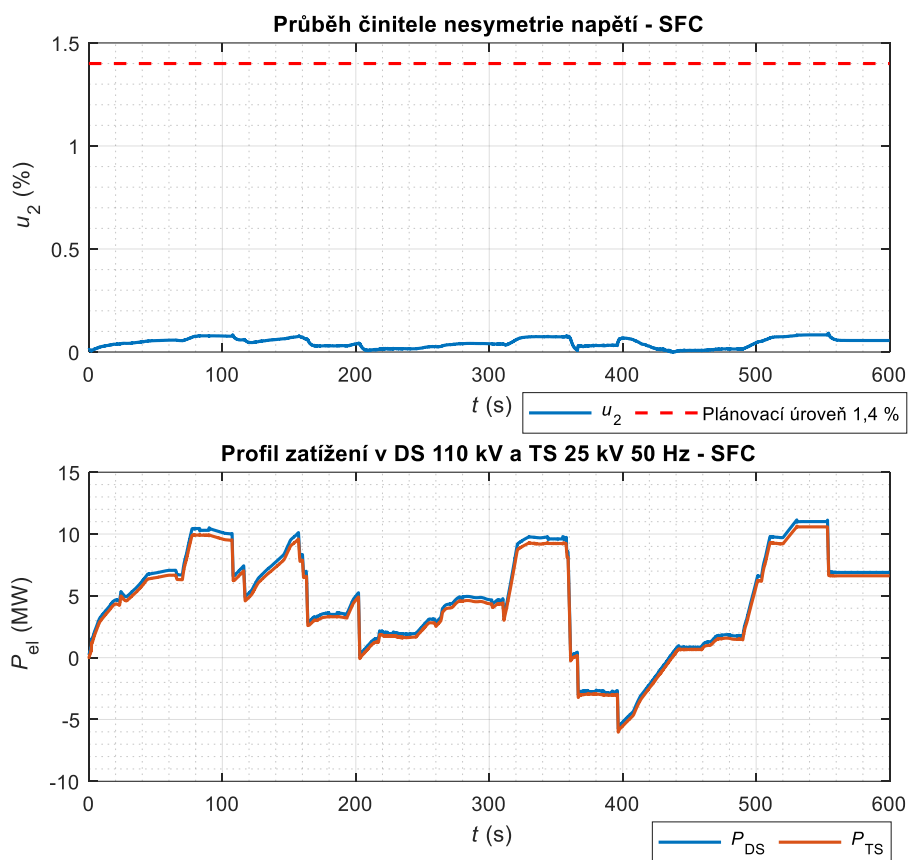 Průběh činitele nesymetrie napětí - SFC
1.5
1
0.5
0
u2 (%)
0 100 200 300 400 500 600
t (s)
u2 Plánovací úroveň 1,4 %
Profil zatížení v DS 110 kV a TS 25 kV 50 Hz - SFC
15
10
5
0
-5
-10
Pel (MW)
0 100 200 300 400 500 600
t (s)
PDS PTS